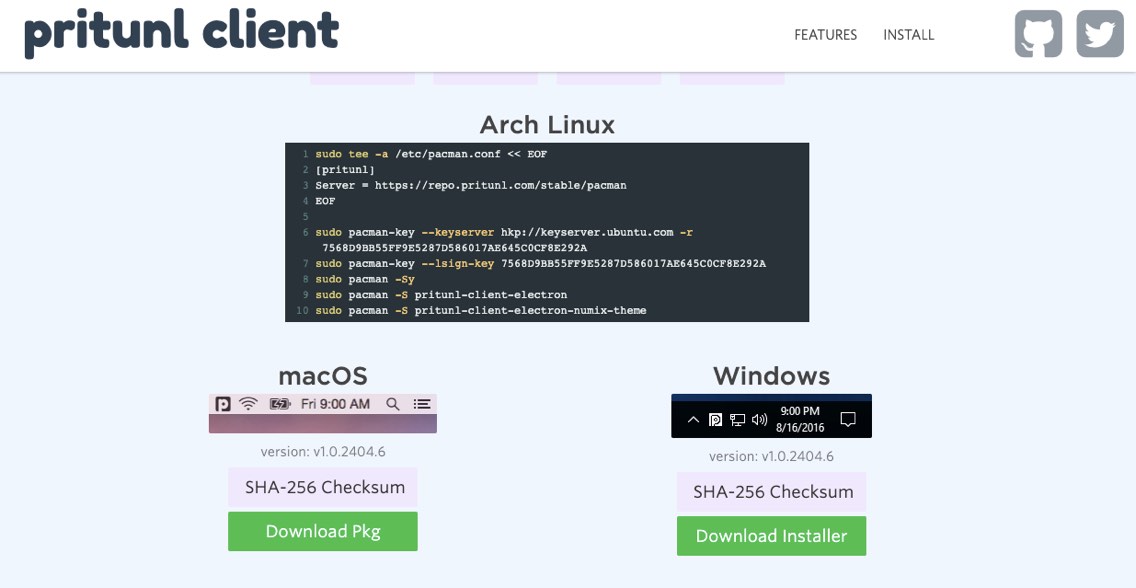 pritunl client
FEATURES
INSTALL
Arch Linux
1 sudo tee -a /etc/pacman.conf << EOF
2 [pritunl]
3 Server = https://repo.pritunl.com/stable/pacman
4 EOF
5
6 sudo pacman-key --keyserver hkp://keyserver.ubuntu.com -r
7568D9BB55FF9E5287D586017AE645C0CF8E292A
7 sudo pacman-key --lsign-key 7568D9BB55FF9E5287D586017AE645C0CF8E292A
8 sudo pacman -Sy
9 sudo pacman -S pritunl-client-electron
10 sudo pacman -S pritunl-client-electron-numix-theme
macOS
Fri 9:00 AM
version: v1.0.2404.6
SHA-256 Checksum
Download Pkg
Windows
9:00 PM
8/16/2016
version: v1.0.2404.6
SHA-256 Checksum
Download Installer